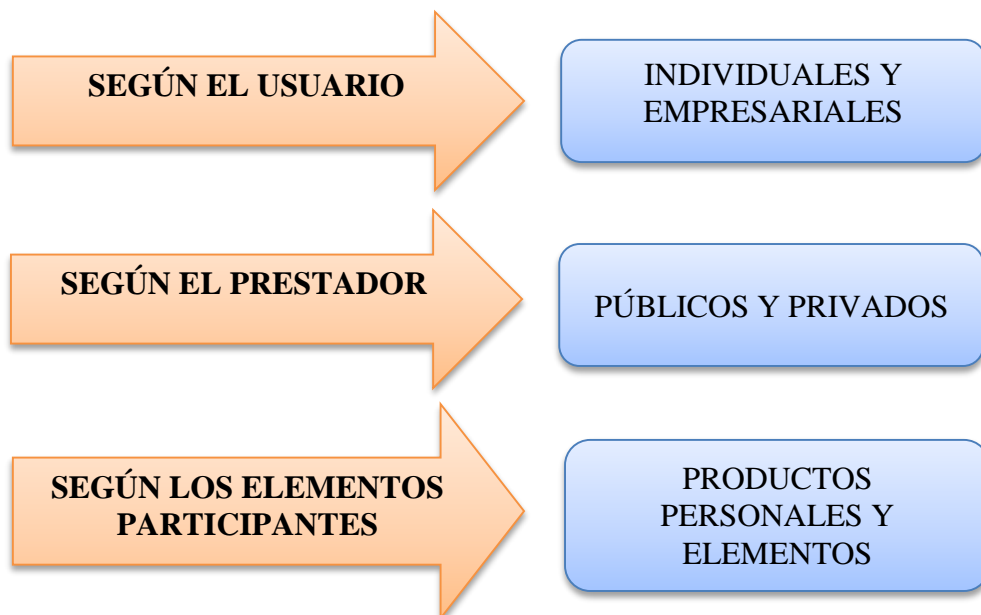 SEGÚN EL USUARIO
INDIVIDUALES Y
EMPRESARIALES
SEGÚN EL PRESTADOR
PÚBLICOS Y PRIVADOS
SEGÚN LOS ELEMENTOS
PARTICIPANTES
PRODUCTOS
PERSONALES Y
ELEMENTOS